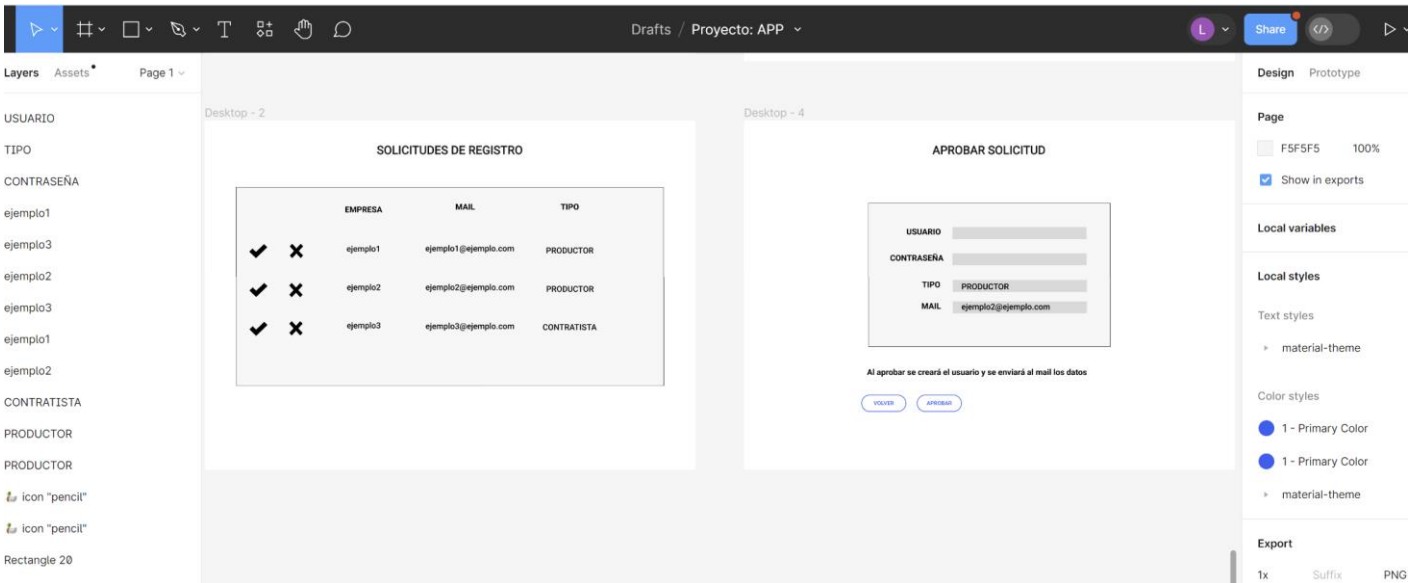 Drafts / Proyecto: APP
L
Share
Layers Assets Page 1
USUARIO
TIPO
CONTRASEÑA
ejemplo1
ejemplo3
ejemplo2
ejemplo3
ejemplo1
ejemplo2
CONTRATISTA
PRODUCTOR
PRODUCTOR
icon "pencil"
icon "pencil"
Rectangle 20
Desktop - 2
SOLICITUDES DE REGISTRO
EMPRESA MAIL TIPO
ejemplo1 ejemplo1@ejemplo.com PRODUCTOR
ejemplo2 ejemplo2@ejemplo.com PRODUCTOR
ejemplo3 ejemplo3@ejemplo.com CONTRATISTA
Desktop - 4
APROBAR SOLICITUD
USUARIO
CONTRASEÑA
TIPO PRODUCTOR
MAIL ejemplo2@ejemplo.com
Al aprobar se creará el usuario y se enviará al mail los datos
VOLVER APROBAR
Design Prototype
Page
F5F5F5 100%
Show in exports
Local variables
Local styles
Text styles
material-theme
Color styles
1 - Primary Color
1 - Primary Color
material-theme
Export
1x Suffix PNG